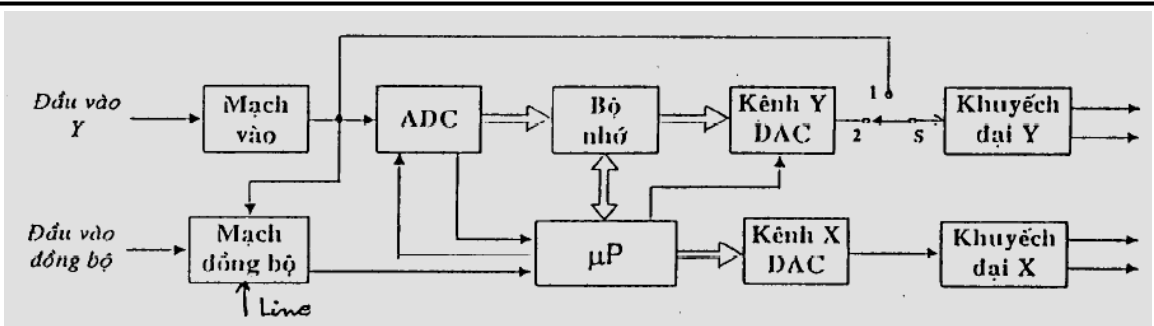 Đầu vào
Y
Mạch
vào
ADC
Bộ
nhớ
Kênh Y
DAC
1
2
S
Khuyếch
đại Y
Đầu vào
đồng bộ
Mạch
đồng bộ
Line
µP
Kênh X
DAC
Khuyếch
đại X